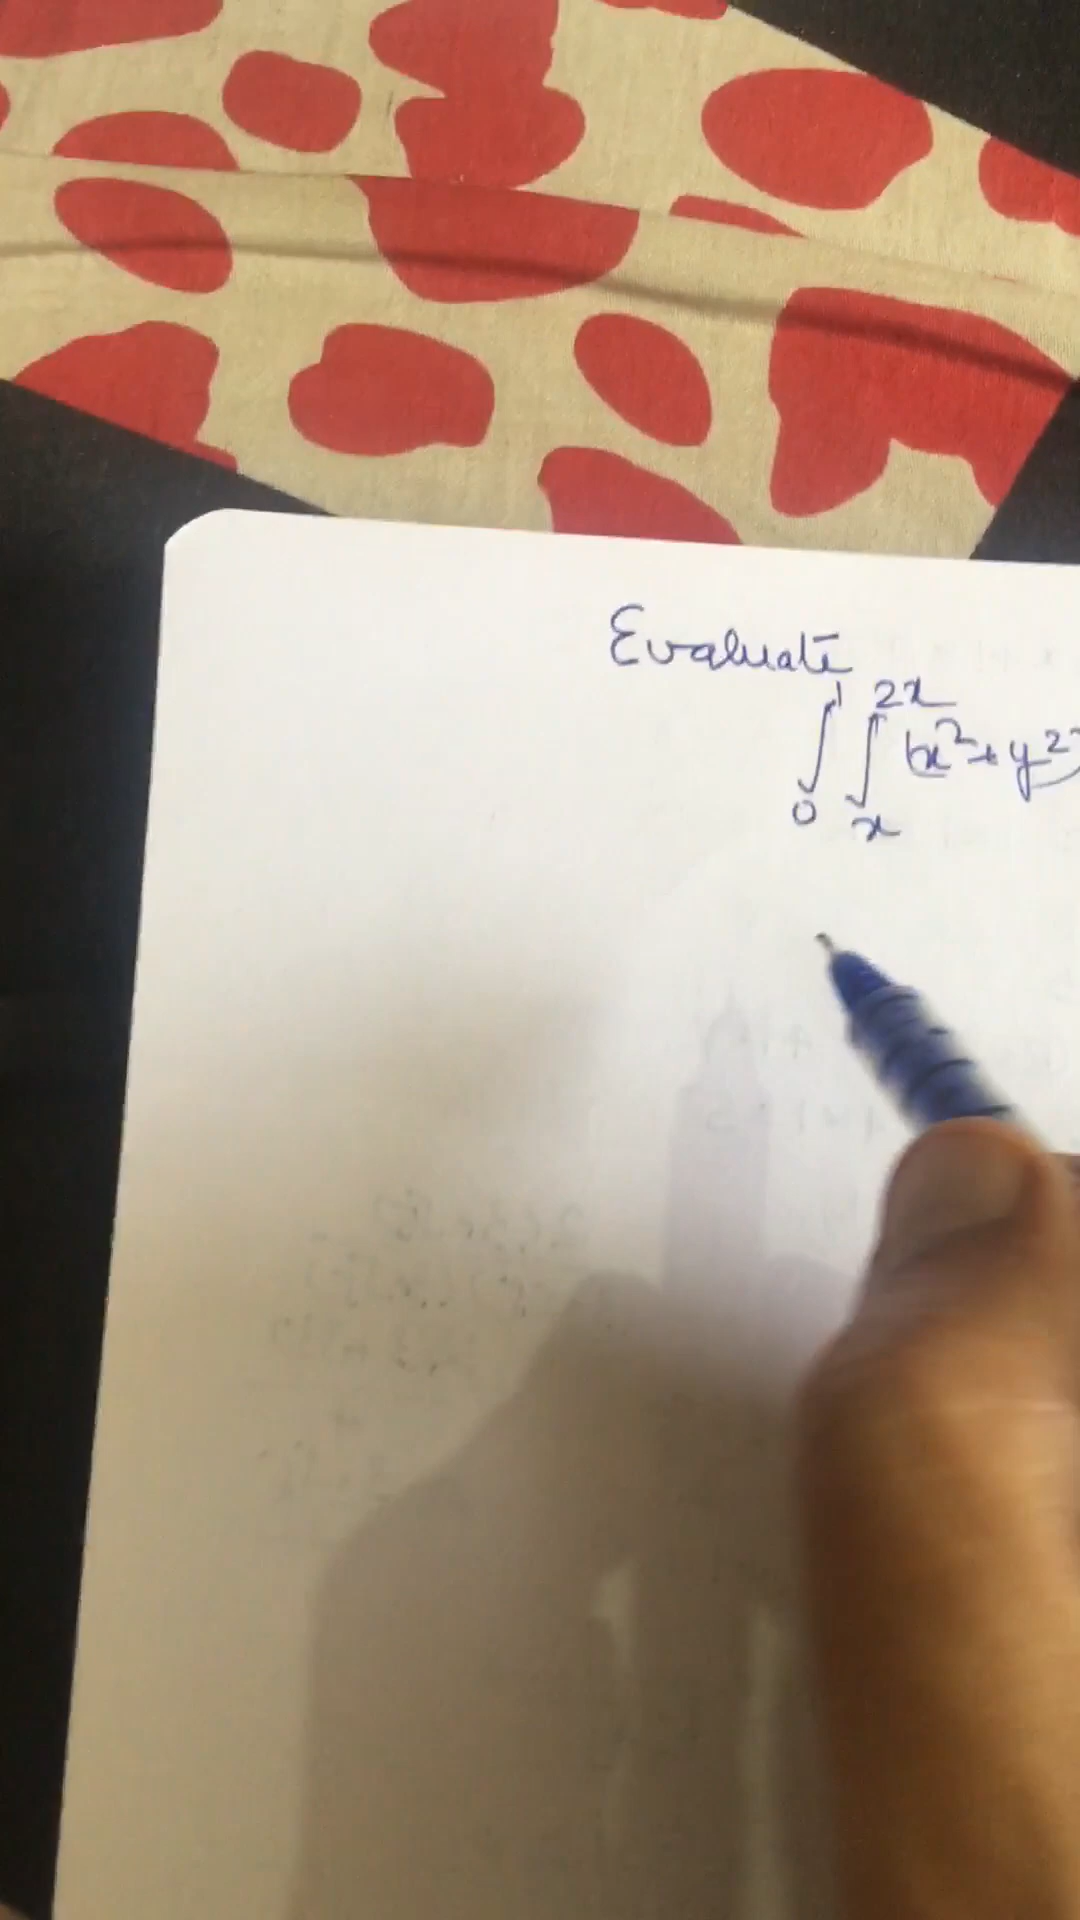 Evaluate
∫₀¹ ∫ₓ²ˣ (x²+y²)